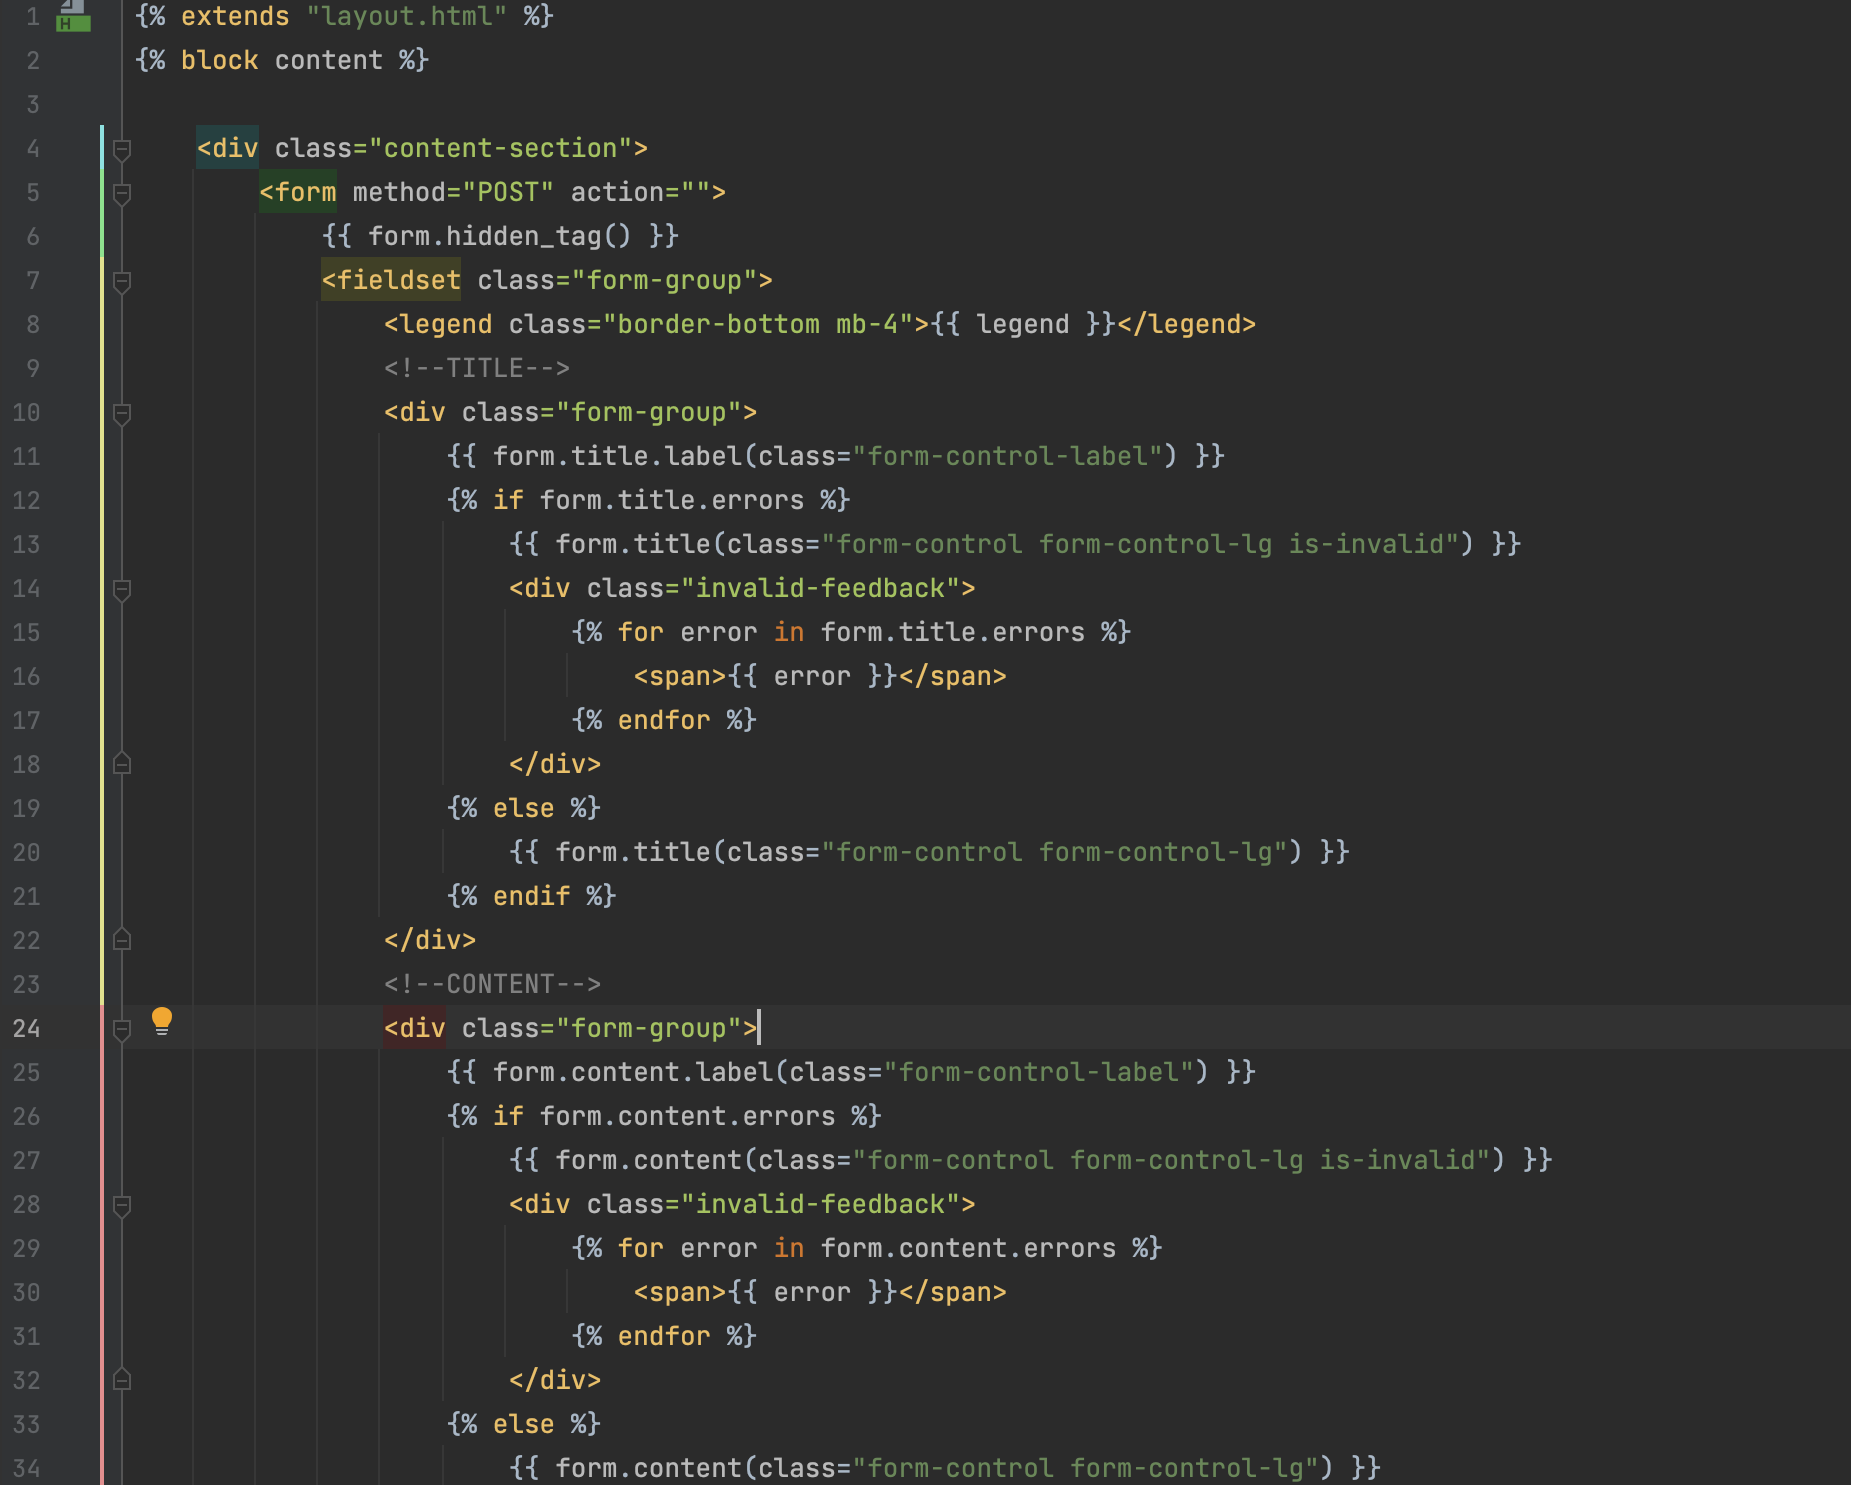 1 {% extends "layout.html" %}
2 {% block content %}
3
4 <div class="content-section">
5 <form method="POST" action="">
6 {{ form.hidden_tag() }}
7 <fieldset class="form-group">
8 <legend class="border-bottom mb-4">{{ legend }}</legend>
9 <!--TITLE-->
10 <div class="form-group">
11 {{ form.title.label(class="form-control-label") }}
12 {% if form.title.errors %}
13 {{ form.title(class="form-control form-control-lg is-invalid") }}
14 <div class="invalid-feedback">
15 {% for error in form.title.errors %}
16 <span>{{ error }}</span>
17 {% endfor %}
18 </div>
19 {% else %}
20 {{ form.title(class="form-control form-control-lg") }}
21 {% endif %}
22 </div>
23 <!--CONTENT-->
24 <div class="form-group">
25 {{ form.content.label(class="form-control-label") }}
26 {% if form.content.errors %}
27 {{ form.content(class="form-control form-control-lg is-invalid") }}
28 <div class="invalid-feedback">
29 {% for error in form.content.errors %}
30 <span>{{ error }}</span>
31 {% endfor %}
32 </div>
33 {% else %}
34 {{ form.content(class="form-control form-control-lg") }}